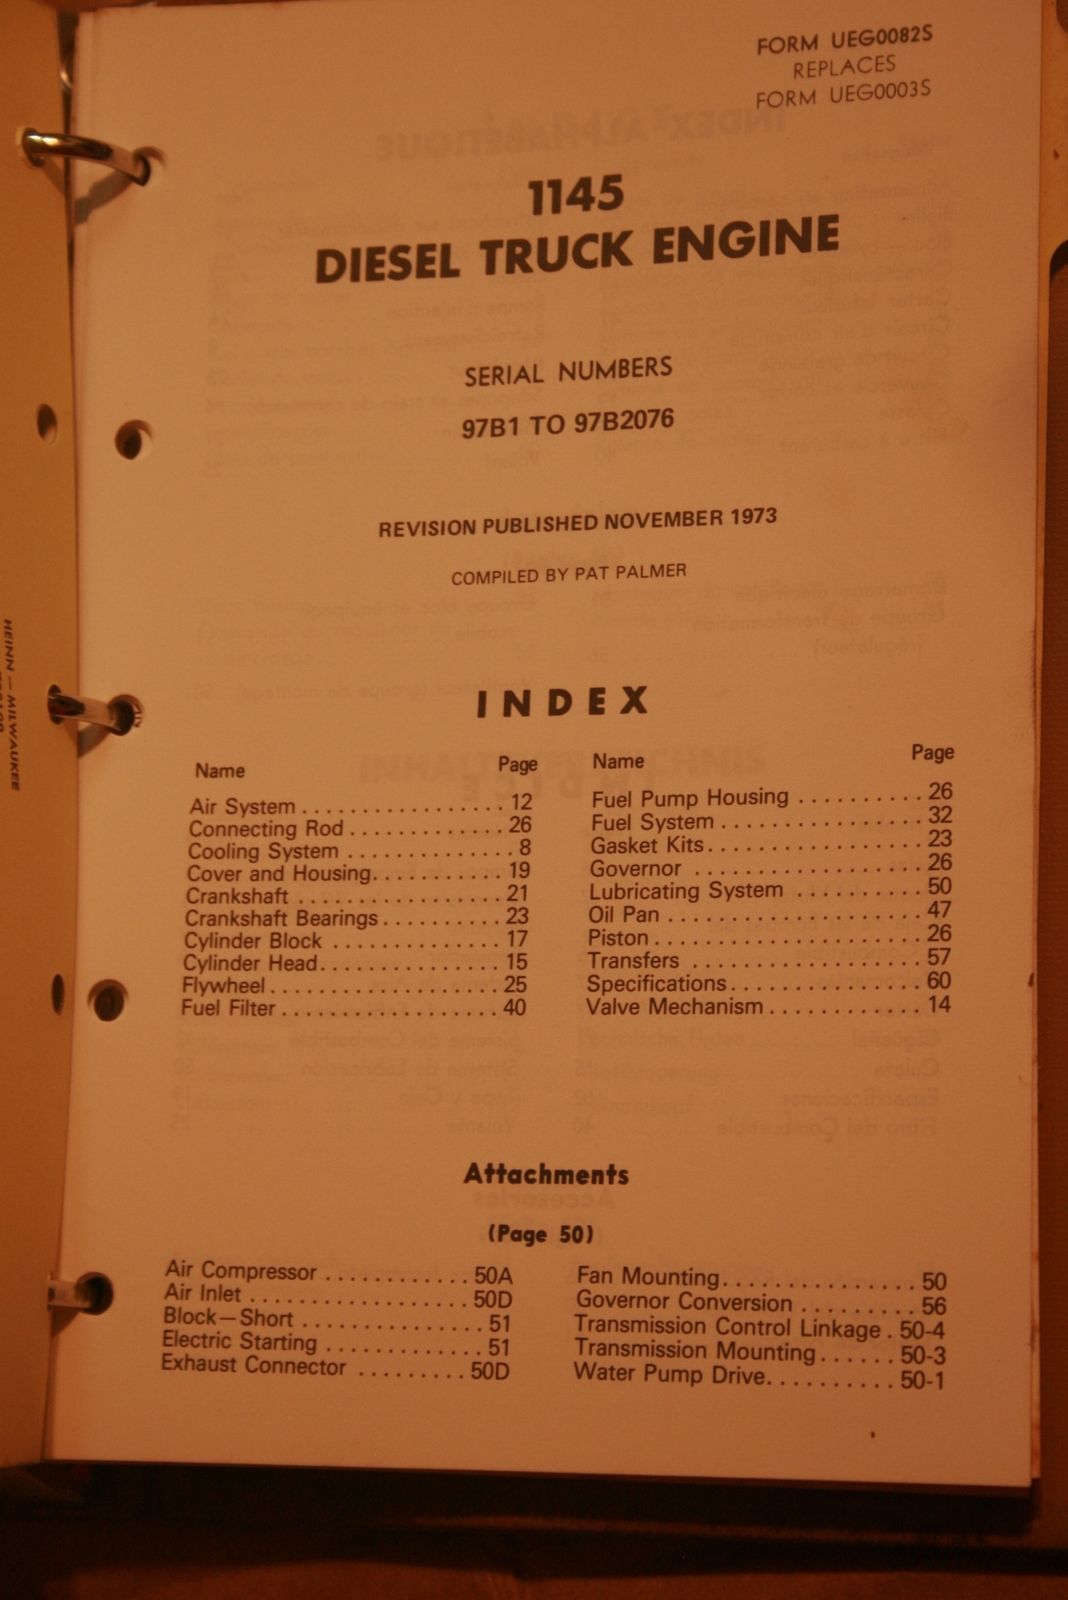 FORM UEG0082S
REPLACES
FORM UEG0003S
1145
DIESEL TRUCK ENGINE
SERIAL NUMBERS
97B1 TO 97B2076
REVISION PUBLISHED NOVEMBER 1973
COMPILED BY PAT PALMER
INDEX
Name Page
Air System . . . . . . . . . . . . . . . . . 12
Connecting Rod . . . . . . . . . . . . . 26
Cooling System . . . . . . . . . . . . . . 8
Cover and Housing. . . . . . . . . . . 19
Crankshaft . . . . . . . . . . . . . . . . . 21
Crankshaft Bearings . . . . . . . . . . 23
Cylinder Block . . . . . . . . . . . . . . 17
Cylinder Head. . . . . . . . . . . . . . . 15
Flywheel . . . . . . . . . . . . . . . . . . . 25
Fuel Filter . . . . . . . . . . . . . . . . . . 40
Name Page
Fuel Pump Housing . . . . . . . . . . 26
Fuel System . . . . . . . . . . . . . . . . 32
Gasket Kits . . . . . . . . . . . . . . . . . 23
Governor . . . . . . . . . . . . . . . . . . 26
Lubricating System . . . . . . . . . . 50
Oil Pan . . . . . . . . . . . . . . . . . . . . 47
Piston . . . . . . . . . . . . . . . . . . . . . 26
Transfers . . . . . . . . . . . . . . . . . . 57
Specifications . . . . . . . . . . . . . . . 60
Valve Mechanism . . . . . . . . . . . . 14
Attachments
(Page 50)
Air Compressor . . . . . . . . . . . . 50A
Air Inlet . . . . . . . . . . . . . . . . . . 50D
Block—Short . . . . . . . . . . . . . . . 51
Electric Starting . . . . . . . . . . . . . 51
Exhaust Connector . . . . . . . . . 50D
Fan Mounting. . . . . . . . . . . . . . . 50
Governor Conversion . . . . . . . . . 56
Transmission Control Linkage . 50-4
Transmission Mounting . . . . . . 50-3
Water Pump Drive. . . . . . . . . . . 50-1
HEINN—MILWAUKEE